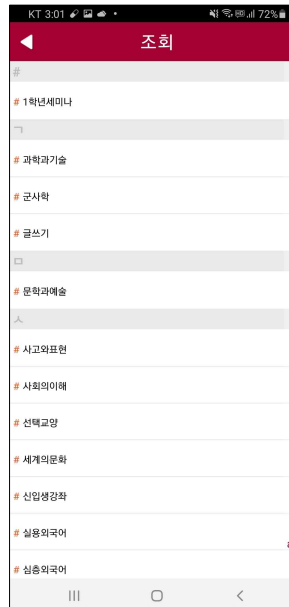 KT 3:01
72%
조회
#
# 1학년세미나
ㄱ
# 과학과기술
# 군사학
# 글쓰기
ㅁ
# 문학과예술
ㅅ
# 사고와표현
# 사회의이해
# 선택교양
# 세계의문화
# 신입생강좌
# 실용외국어
# 심층외국어